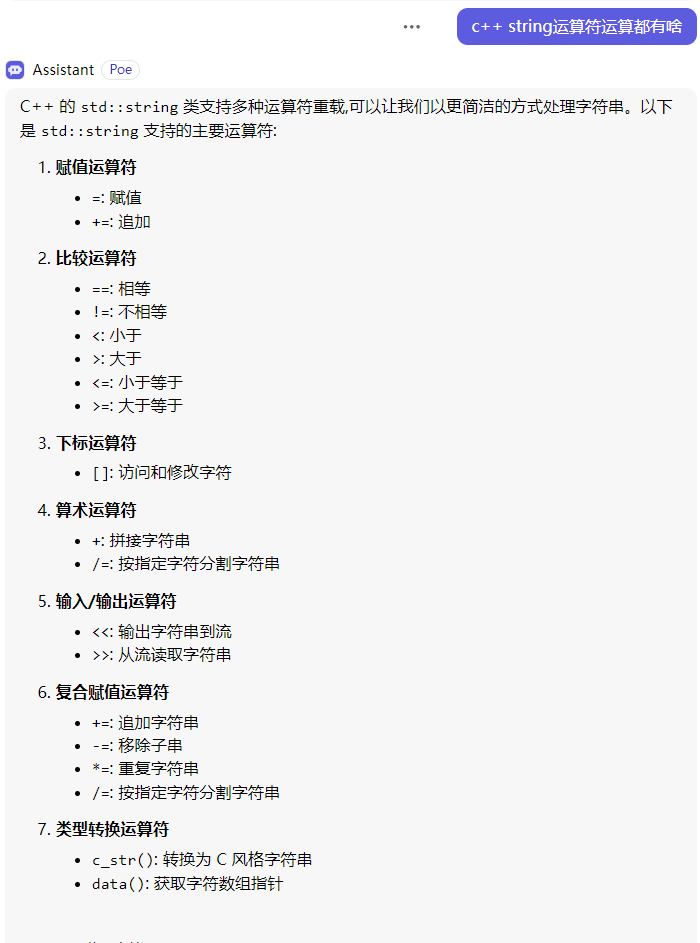 c++ string运算符运算都有啥
Assistant Poe
C++ 的 std::string 类支持多种运算符重载,可以让我们以更简洁的方式处理字符串。以下
是 std::string 支持的主要运算符:
1. 赋值运算符
• =: 赋值
• +=: 追加
2. 比较运算符
• ==: 相等
• !=: 不相等
• <: 小于
• >: 大于
• <=: 小于等于
• >=: 大于等于
3. 下标运算符
• []: 访问和修改字符
4. 算术运算符
• +: 拼接字符串
• /=: 按指定字符分割字符串
5. 输入/输出运算符
• <<: 输出字符串到流
• >>: 从流读取字符串
6. 复合赋值运算符
• +=: 追加字符串
• -=: 移除子串
• *=: 重复字符串
• /=: 按指定字符分割字符串
7. 类型转换运算符
• c_str(): 转换为 C 风格字符串
• data(): 获取字符数组指针